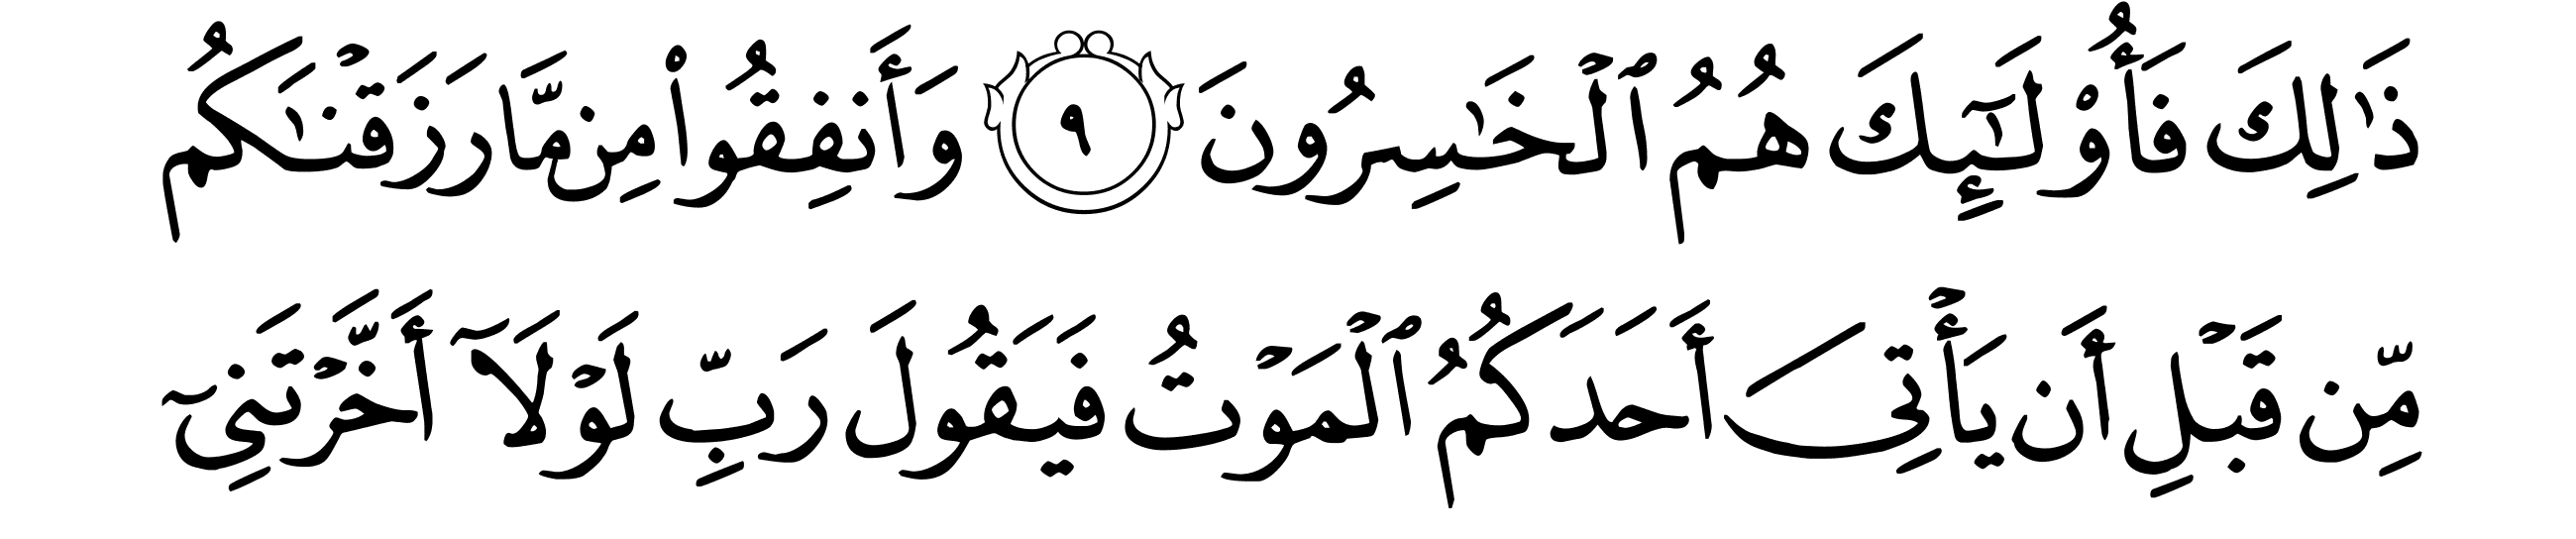 ذَٰلِكَ فَأُو۟لَـٰٓئِكَ هُمُ ٱلْخَـٰسِرُونَ ٩ وَأَنفِقُوا۟ مِن مَّا رَزَقْنَـٰكُم
مِّن قَبْلِ أَن يَأْتِىَ أَحَدَكُمُ ٱلْمَوْتُ فَيَقُولَ رَبِّ لَوْلَآ أَخَّرْتَنِىٓ